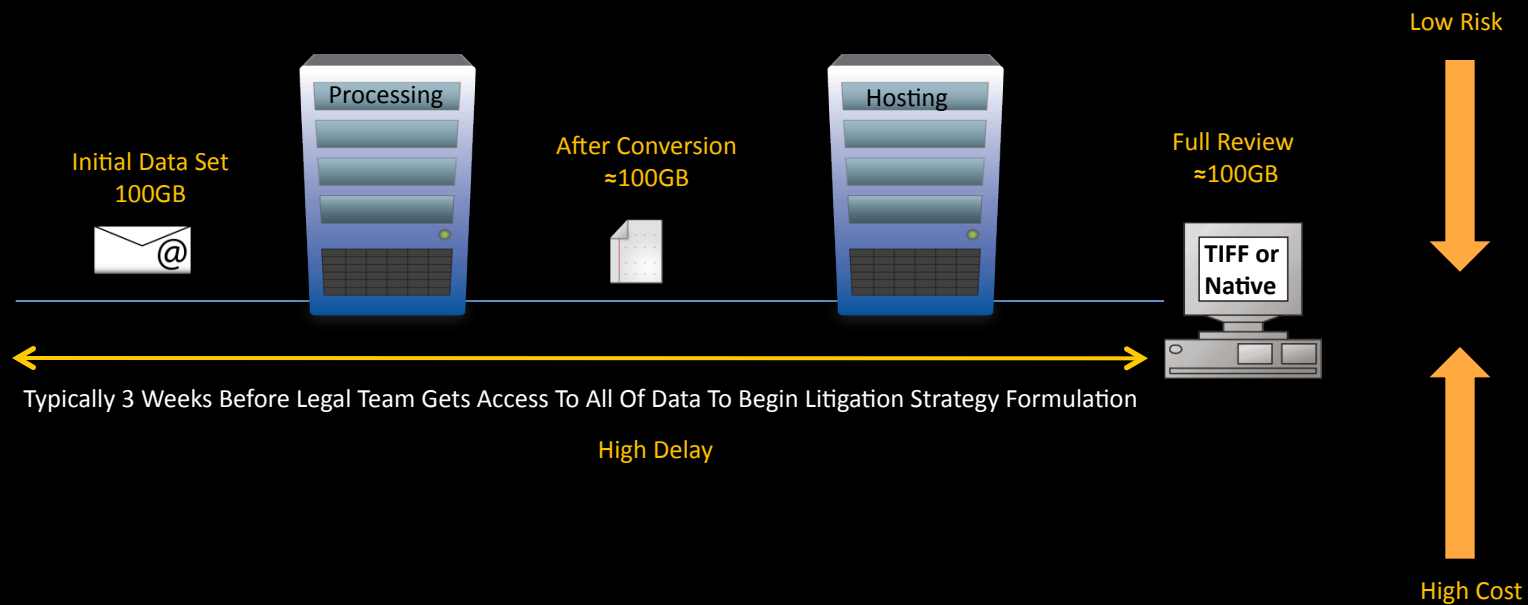 Low Risk
Processing
Hosting
Initial Data Set
100GB
@
After Conversion
≈100GB
Full Review
≈100GB
TIFF or
Native
Typically 3 Weeks Before Legal Team Gets Access To All Of Data To Begin Litigation Strategy Formulation
High Delay
High Cost